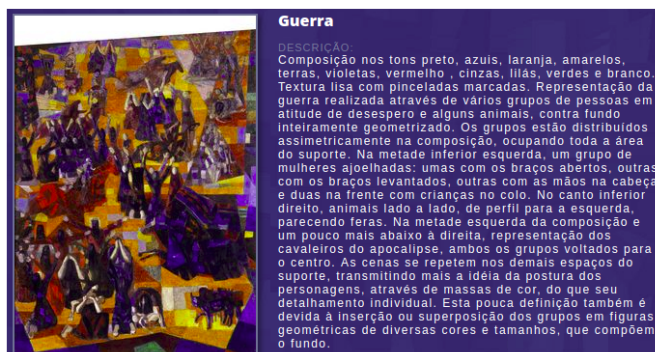 Guerra
DESCRIÇÃO:
Composição nos tons preto, azuis, laranja, amarelos,
terras, violetas, vermelho , cinzas, lilás, verdes e branco.
Textura lisa com pinceladas marcadas. Representação da
guerra realizada através de vários grupos de pessoas em
atitude de desespero e alguns animais, contra fundo
inteiramente geometrizado. Os grupos estão distribuídos
assimetricamente na composição, ocupando toda a área
do suporte. Na metade inferior esquerda, um grupo de
mulheres ajoelhadas: umas com os braços abertos, outras
com os braços levantados, outras com as mãos na cabeça
e duas na frente com crianças no colo. No canto inferior
direito, animais lado a lado, de perfil para a esquerda,
parecendo feras. Na metade esquerda da composição e
um pouco mais abaixo à direita, representação dos
cavaleiros do apocalipse, ambos os grupos voltados para
o centro. As cenas se repetem nos demais espaços do
suporte, transmitindo mais a idéia da postura dos
personagens, através de massas de cor, do que seu
detalhamento individual. Esta pouca definição também é
devida à inserção ou superposição dos grupos em figuras
geométricas de diversas cores e tamanhos, que compõem
o fundo.